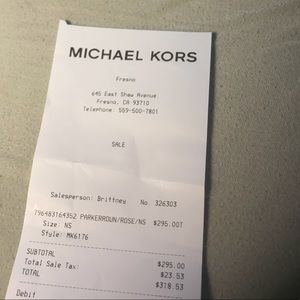 MICHAEL KORS
Fresno
645 East Shaw Avenue
Fresno, CA 93710
Telephone: 559-500-7801
SALE
Salesperson: Brittney No. 326303
796483164352 PARKERROUN/ROSE/NS $295.00T
Size: NS
Style: MK6176
SUBTOTAL $295.00
Total Sale Tax: $23.53
TOTAL $318.53
Debit